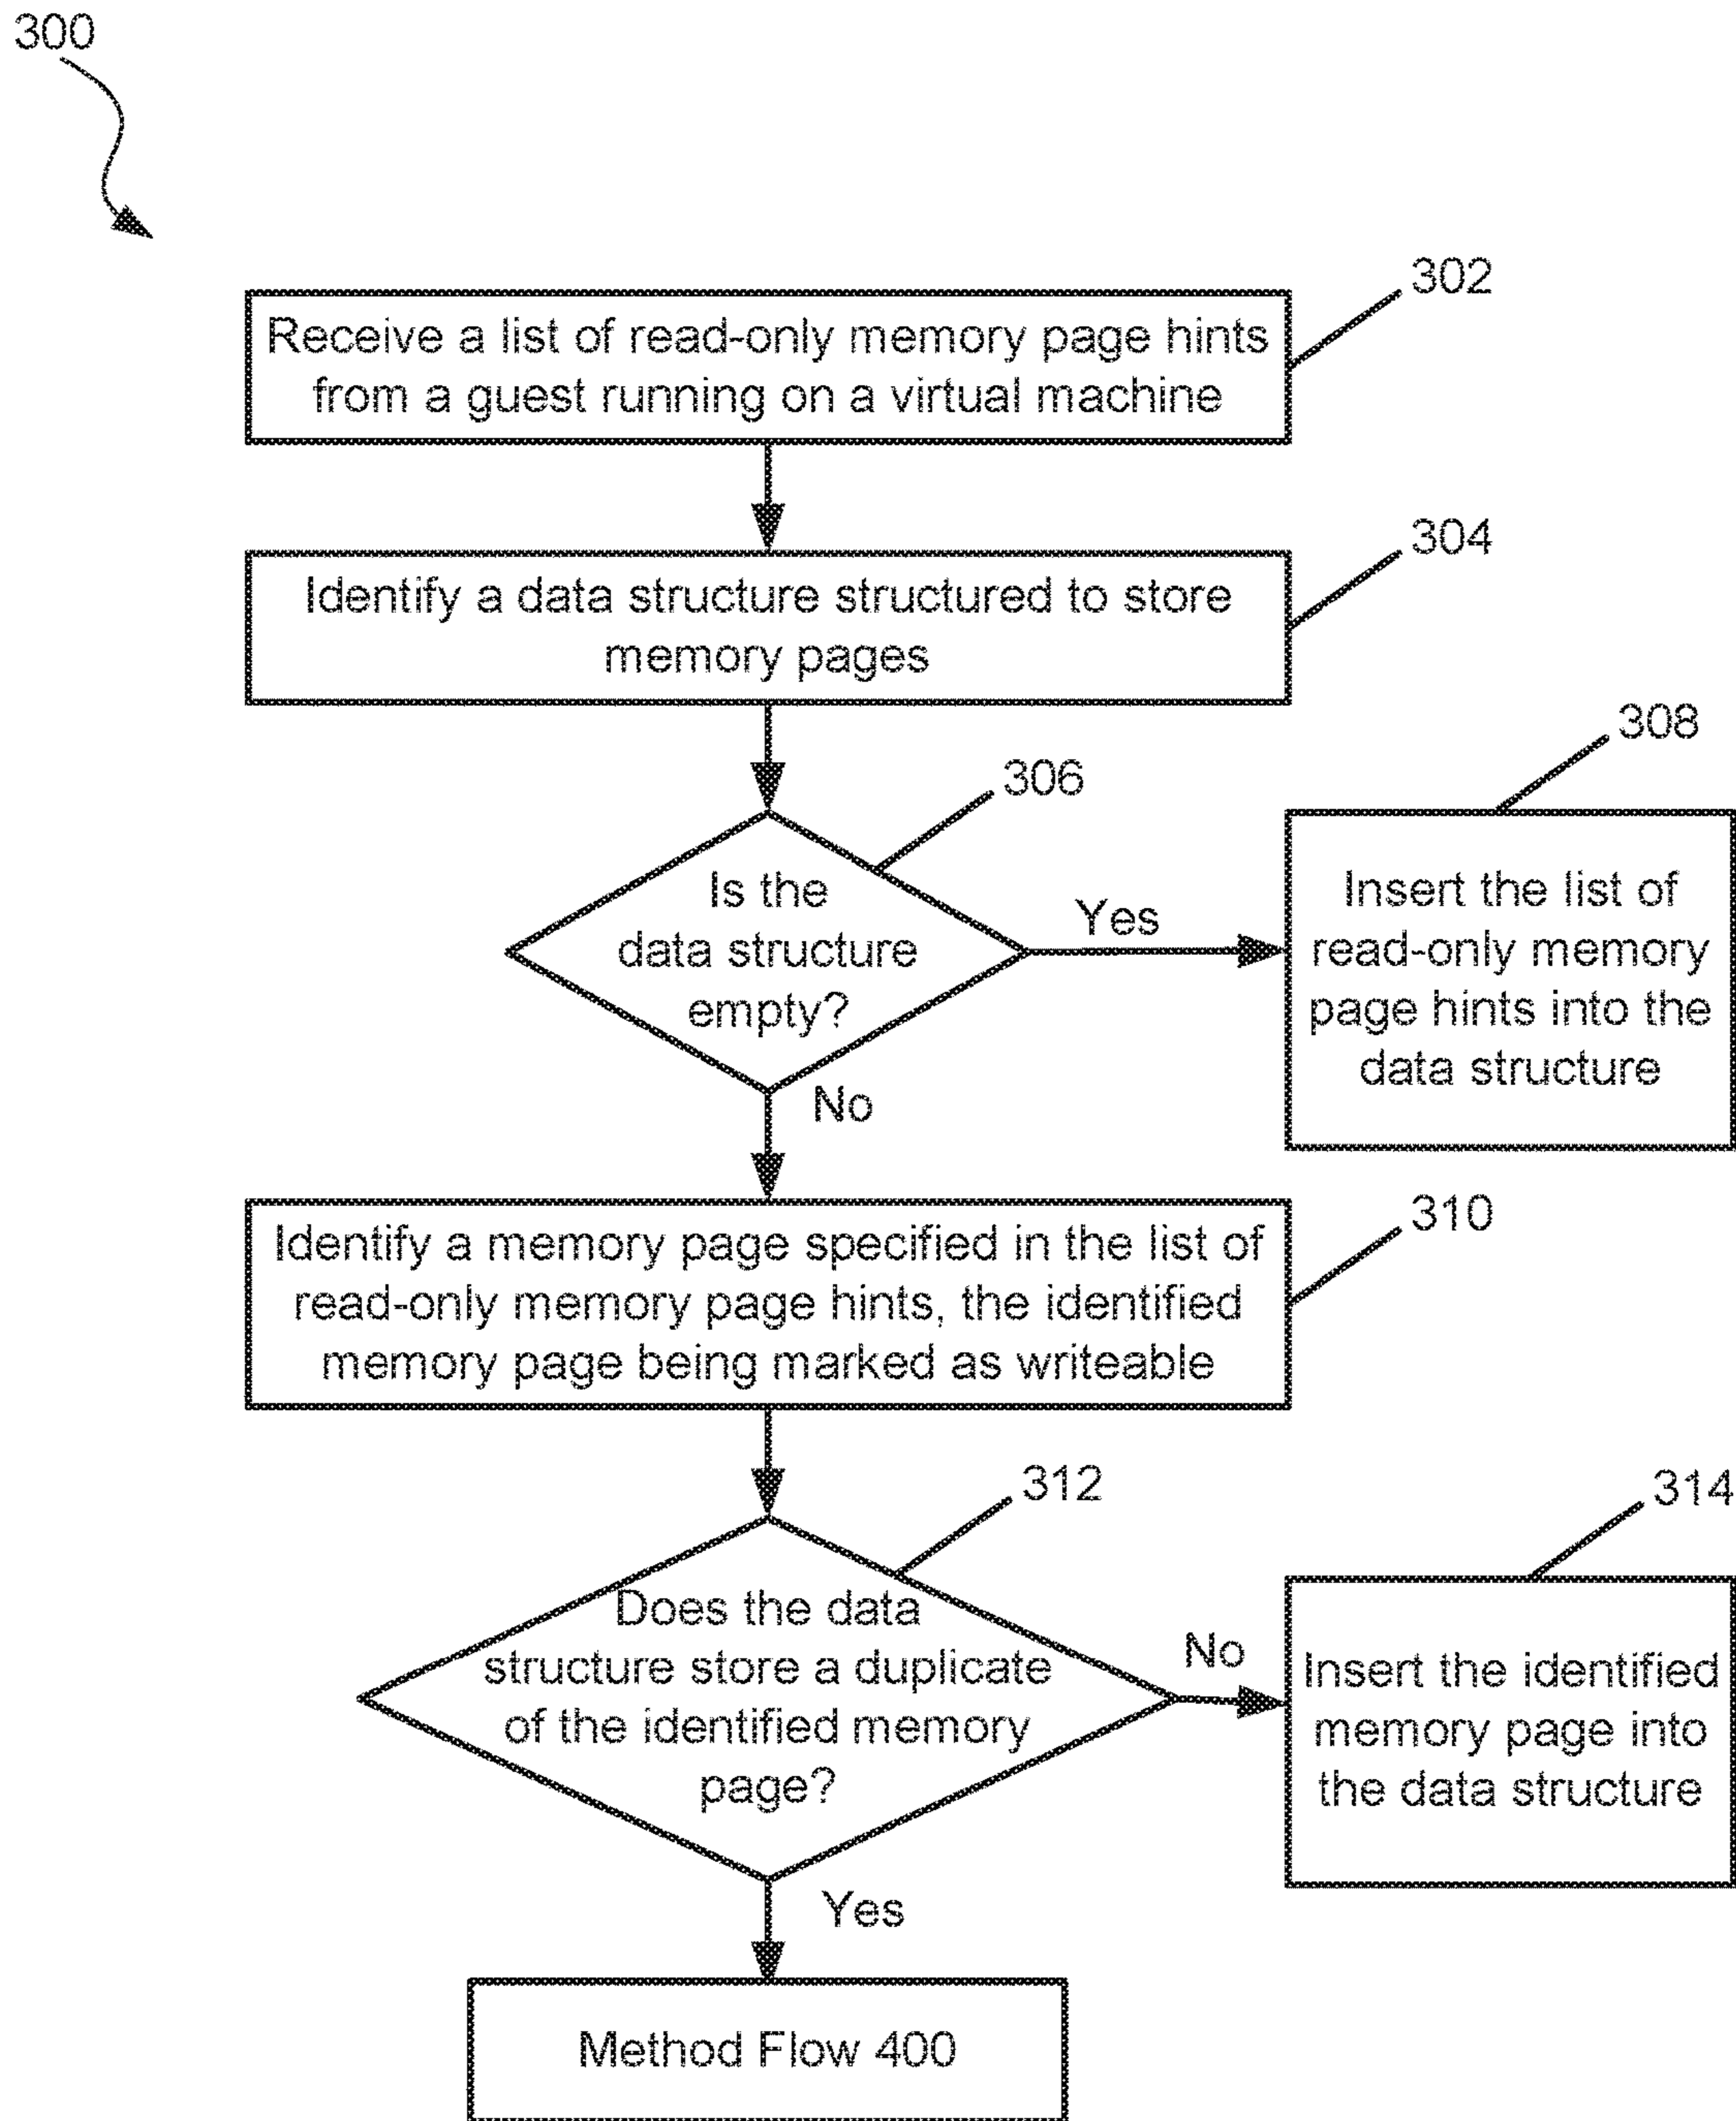 300
302
Receive a list of read-only memory page hints
from a guest running on a virtual machine
304
Identify a data structure structured to store
memory pages
308
306
Is the
data structure
empty?
Yes
Insert the list of
read-only memory
page hints into the
data structure
No
310
Identify a memory page specified in the list of
read-only memory page hints, the identified
memory page being marked as writeable
312
314
Does the data
structure store a duplicate
of the identified memory
page?
No
Insert the identified
memory page into
the data structure
Yes
Method Flow 400